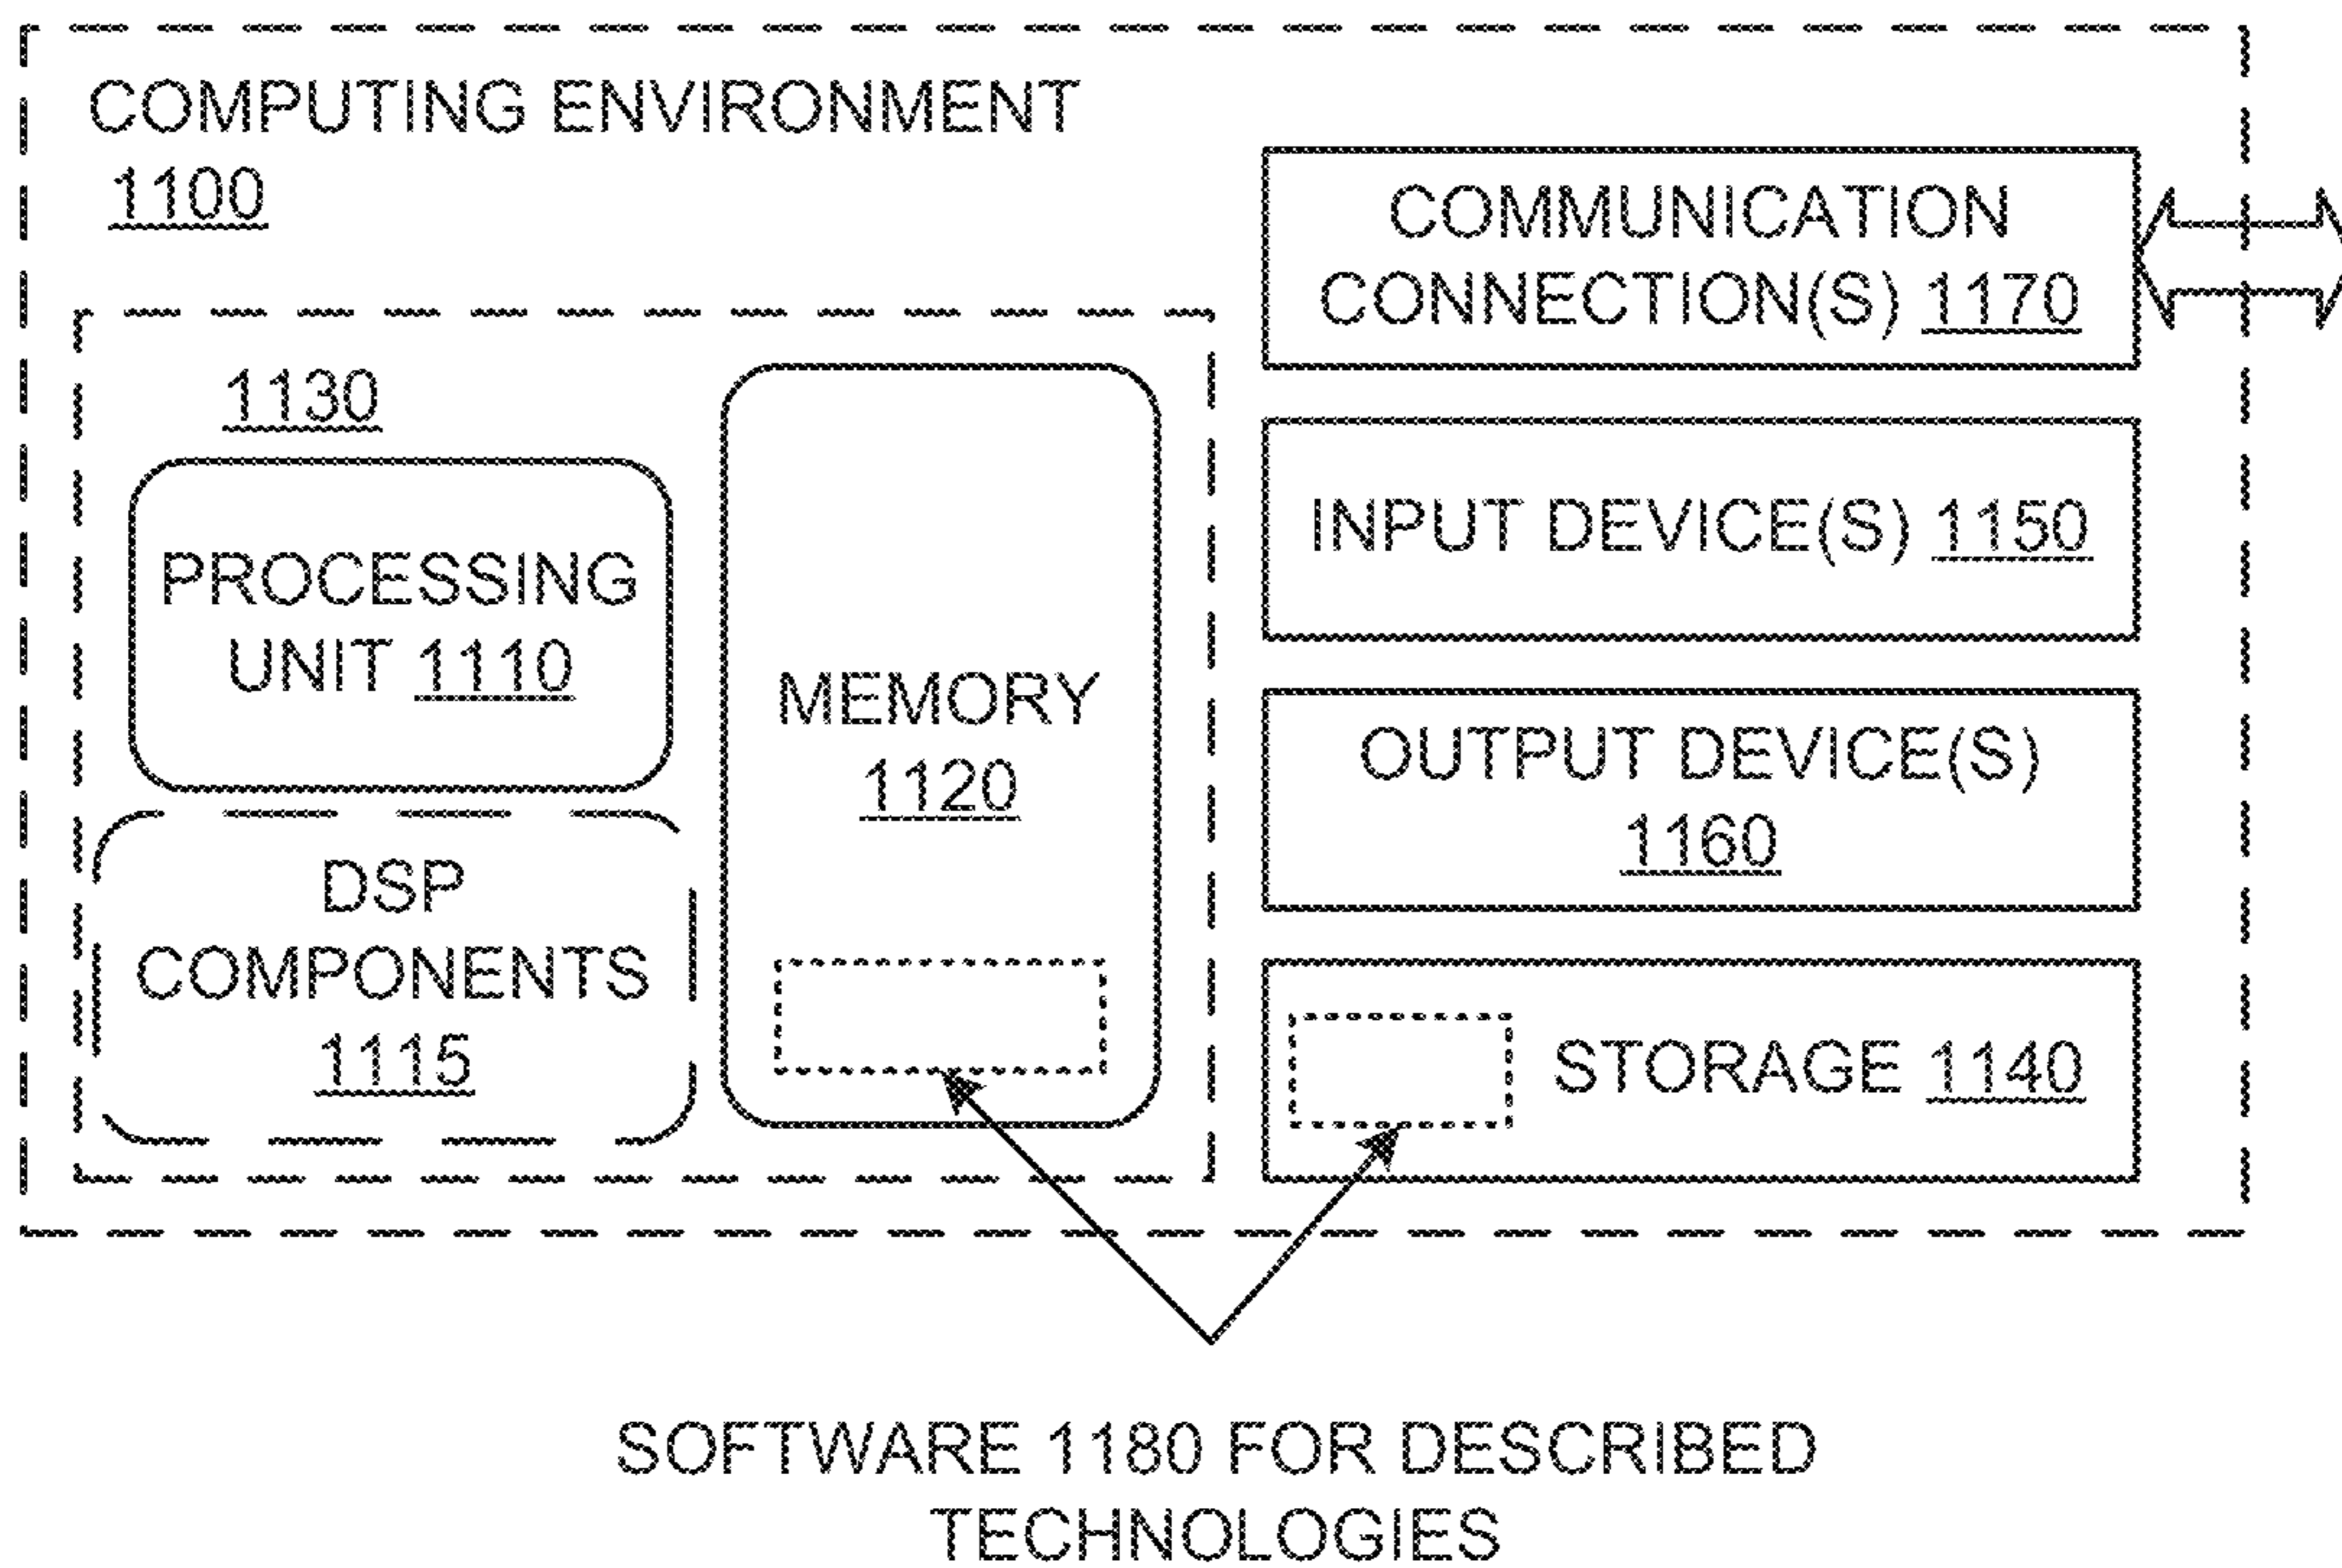 COMPUTING ENVIRONMENT
1100
1130
PROCESSING
UNIT 1110
DSP
COMPONENTS
1115
MEMORY
1120
COMMUNICATION
CONNECTION(S) 1170
INPUT DEVICE(S) 1150
OUTPUT DEVICE(S)
1160
STORAGE 1140
SOFTWARE 1180 FOR DESCRIBED
TECHNOLOGIES